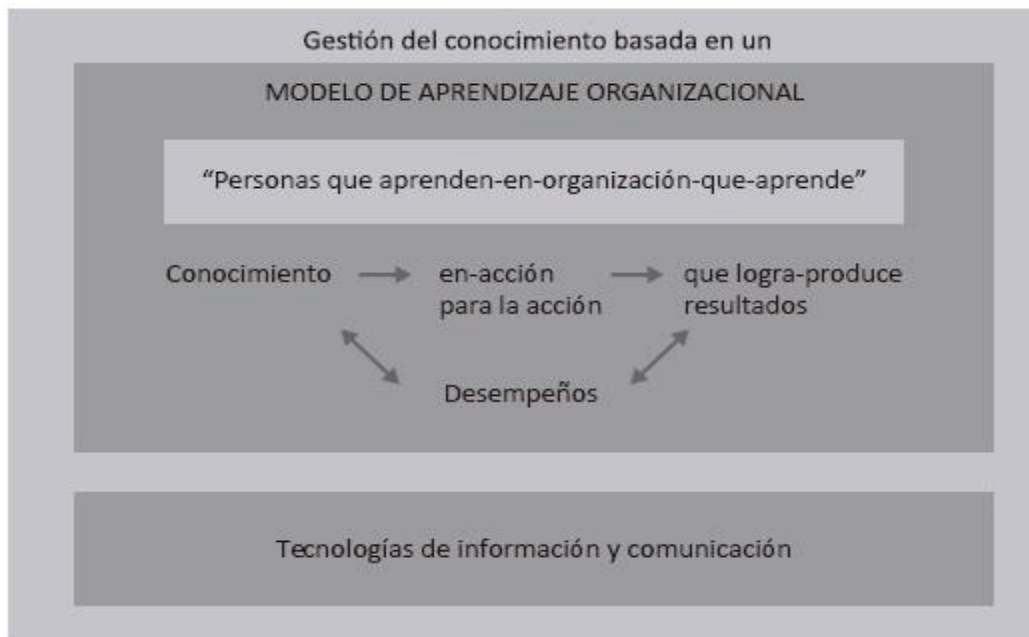 Gestión del conocimiento basada en un
MODELO DE APRENDIZAJE ORGANIZACIONAL
“Personas que aprenden-en-organización-que-aprende”
Conocimiento
en-acción
para la acción
que logra-produce
resultados
Desempeños
Tecnologías de información y comunicación